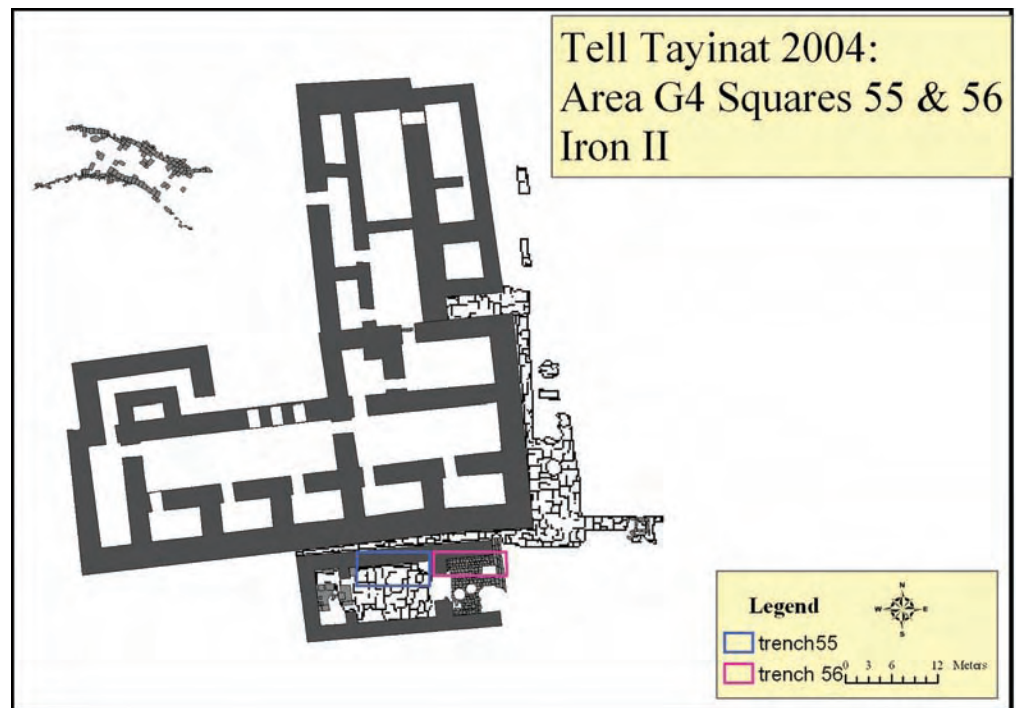 Tell Tayinat 2004:
Area G4 Squares 55 & 56
Iron II
Legend
N
W E
S
trench55
trench 56
0 3 6 12 Meters